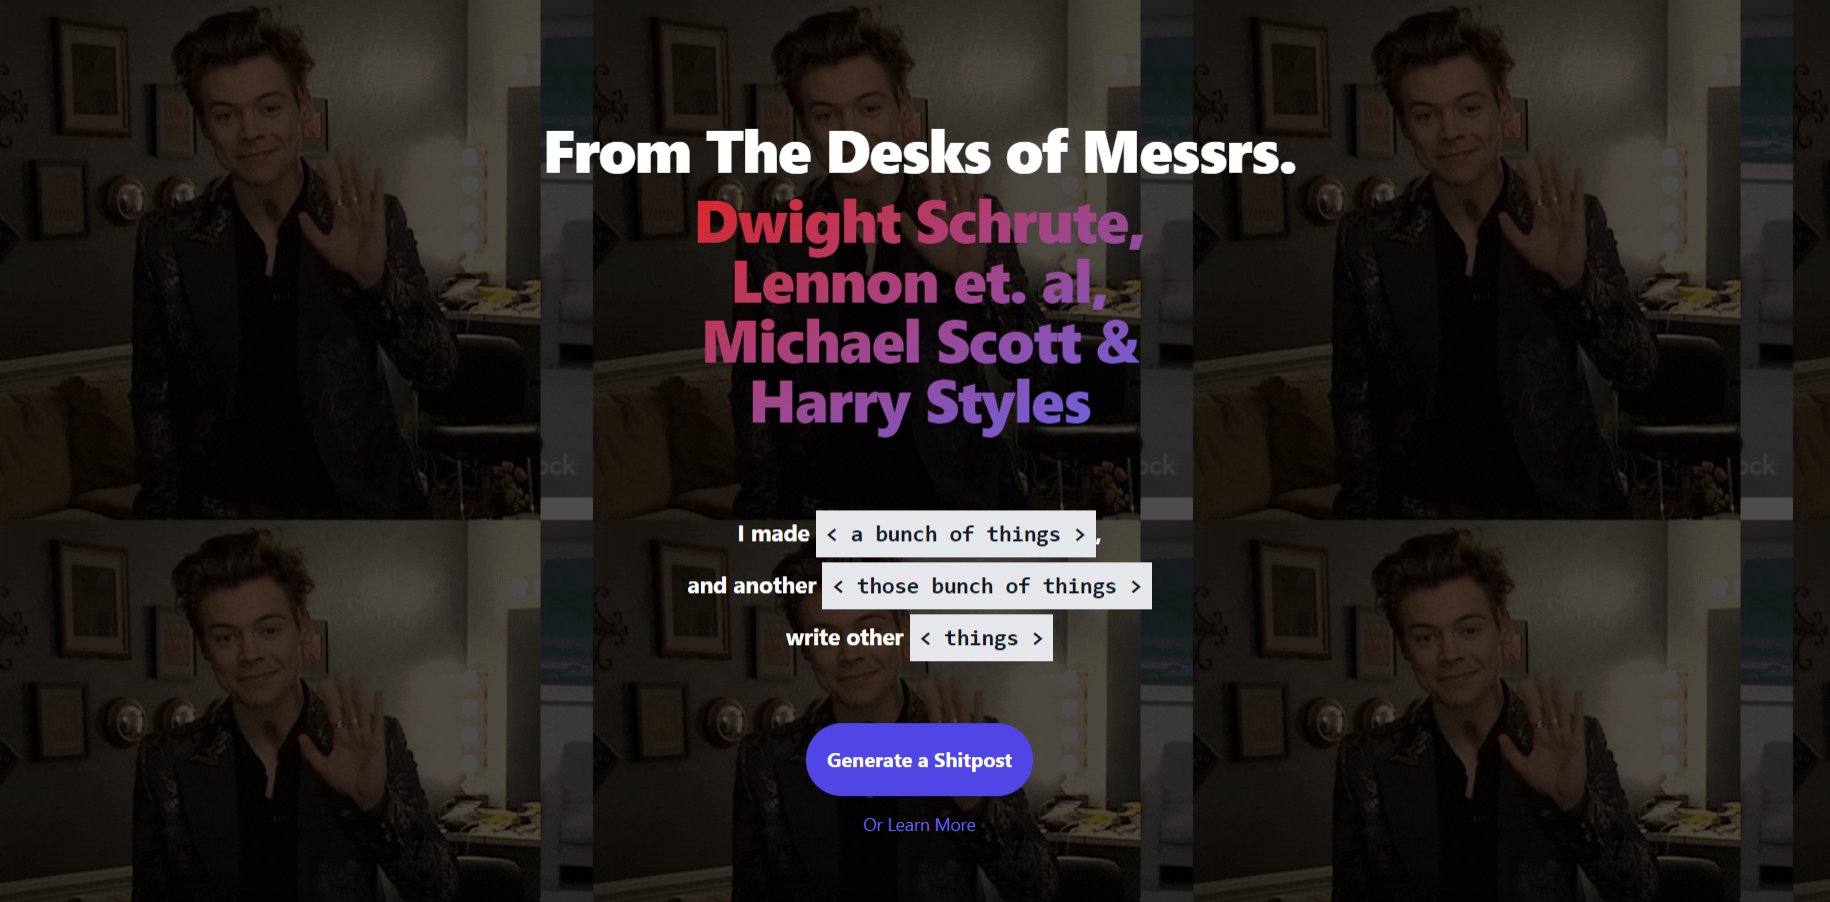 From The Desks of Messrs.
Dwight Schrute,
Lennon et. al,
Michael Scott &
Harry Styles
I made < a bunch of things >,
and another < those bunch of things >
write other < things >
Generate a Shitpost
Or Learn More